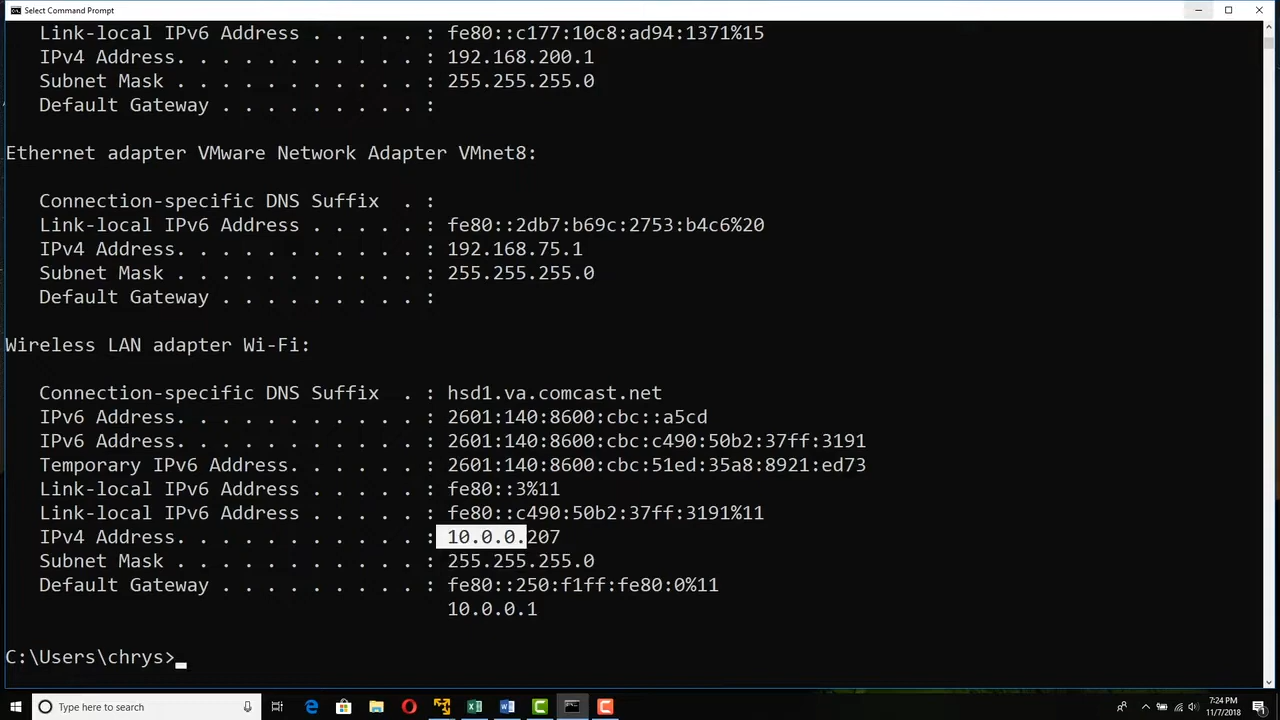 Select Command Prompt
Link-local IPv6 Address . . . . . : fe80::c177:10c8:ad94:1371%15
IPv4 Address. . . . . . . . . . . : 192.168.200.1
Subnet Mask . . . . . . . . . . . : 255.255.255.0
Default Gateway . . . . . . . . . :
Ethernet adapter VMware Network Adapter VMnet8:
Connection-specific DNS Suffix  . :
Link-local IPv6 Address . . . . . : fe80::2db7:b69c:2753:b4c6%20
IPv4 Address. . . . . . . . . . . : 192.168.75.1
Subnet Mask . . . . . . . . . . . : 255.255.255.0
Default Gateway . . . . . . . . . :
Wireless LAN adapter Wi-Fi:
Connection-specific DNS Suffix  . : hsd1.va.comcast.net
IPv6 Address. . . . . . . . . . . : 2601:140:8600:cbc::a5cd
IPv6 Address. . . . . . . . . . . : 2601:140:8600:cbc:c490:50b2:37ff:3191
Temporary IPv6 Address. . . . . . : 2601:140:8600:cbc:51ed:35a8:8921:ed73
Link-local IPv6 Address . . . . . : fe80::3%11
Link-local IPv6 Address . . . . . : fe80::c490:50b2:37ff:3191%11
IPv4 Address. . . . . . . . . . . : 10.0.0.207
Subnet Mask . . . . . . . . . . . : 255.255.255.0
Default Gateway . . . . . . . . . : fe80::250:f1ff:fe80:0%11
10.0.0.1
C:\Users\chrys>
Type here to search
7:24 PM
11/7/2018